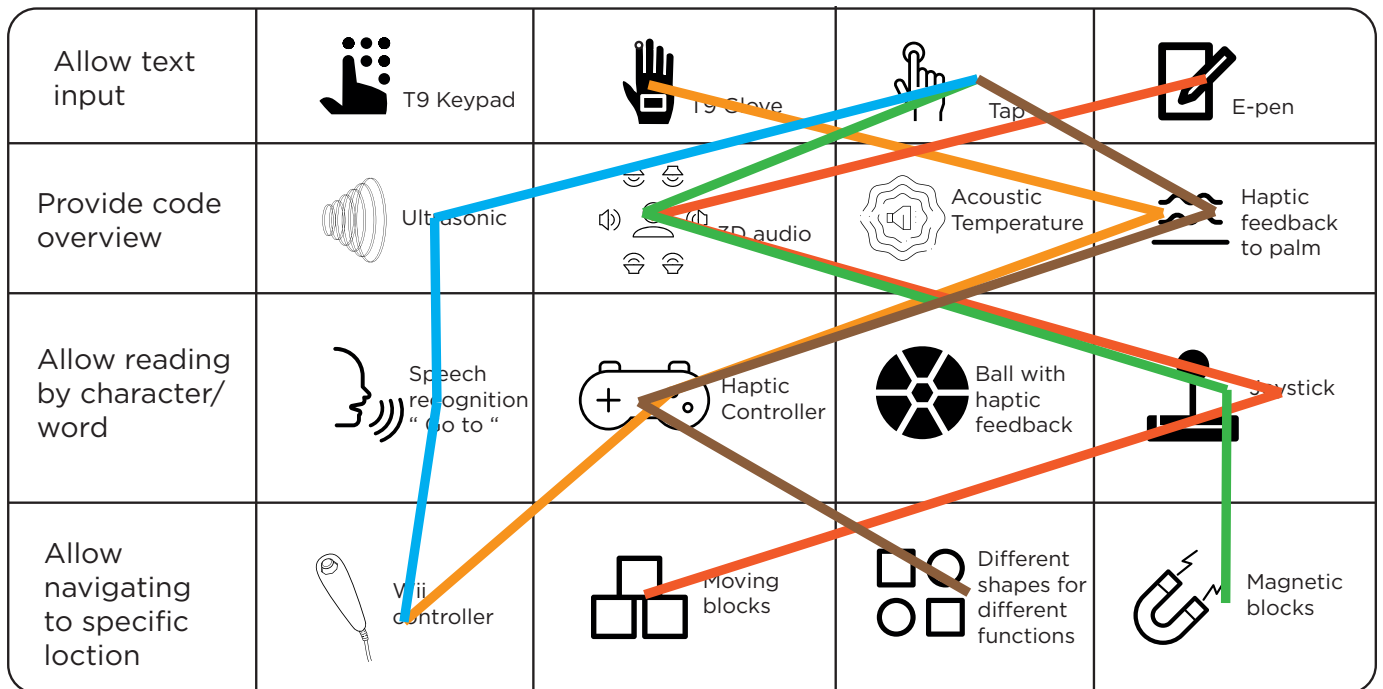 Allow text
input
T9 Keypad
T9 Glove
Tap
E-pen
Provide code
overview
Ultrasonic
3D audio
Acoustic
Temperature
Haptic
feedback
to palm
Allow reading
by character/
word
Speech
recognition
“ Go to “
Haptic
Controller
Ball with
haptic
feedback
Joystick
Allow
navigating
to specific
loction
Wii
controller
Moving
blocks
Different
shapes for
different
functions
Magnetic
blocks